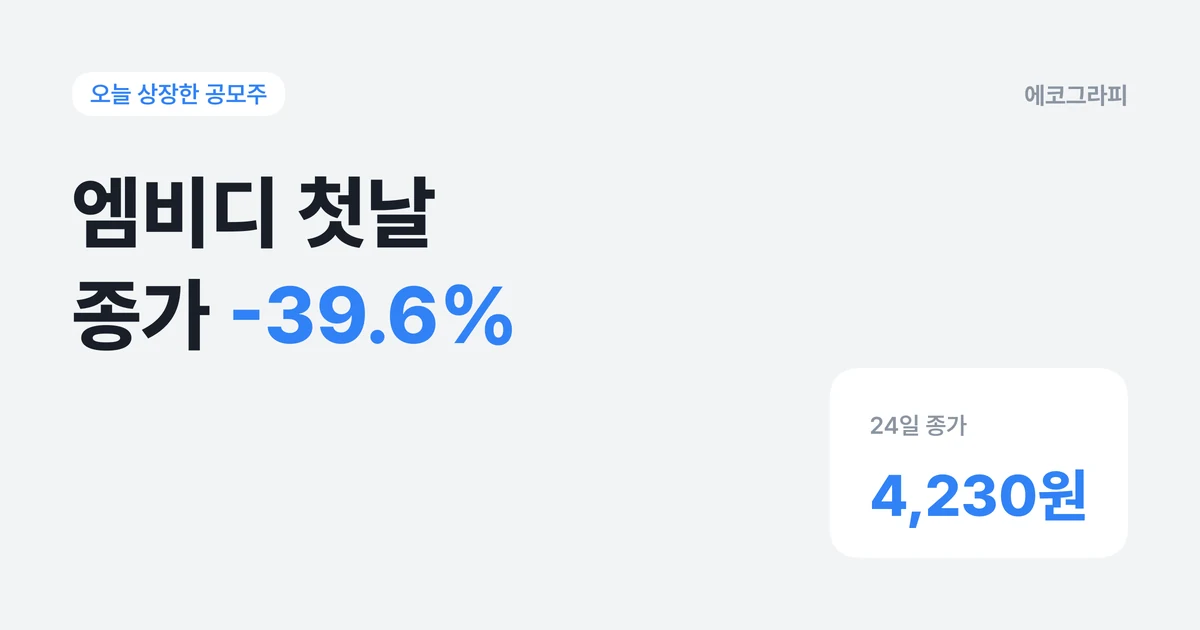 오늘 상장한 공모주
에코그라피
엠비디 첫날
종가 -39.6%
24일 종가
4,230원